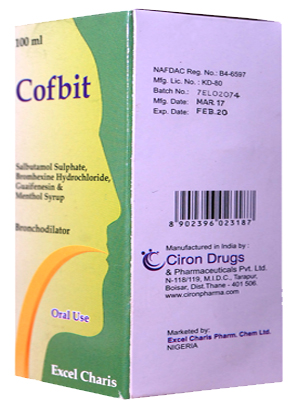 100 ml
Cofbit
Salbutamol Sulphate,
Bromhexine Hydrochloride,
Guaifenesin &
Menthol Syrup
Bronchodilator
Oral Use
Excel Charis
NAFDAC Reg. No.: B4-6597
Mfg. Lic. No. : KD-80
Batch No.: 7EL02074
Mfg. Date: MAR.17
Exp. Date: FEB.20
8 902396 023187
Manufactured in India by :
Ciron Drugs
& Pharmaceuticals Pvt. Ltd.
N-118/119, M.I.D.C., Tarapur,
Boisar, Dist.Thane - 401 506.
www.cironpharma.com
Marketed by:
Excel Charis Pharm. Chem Ltd.
NIGERIA